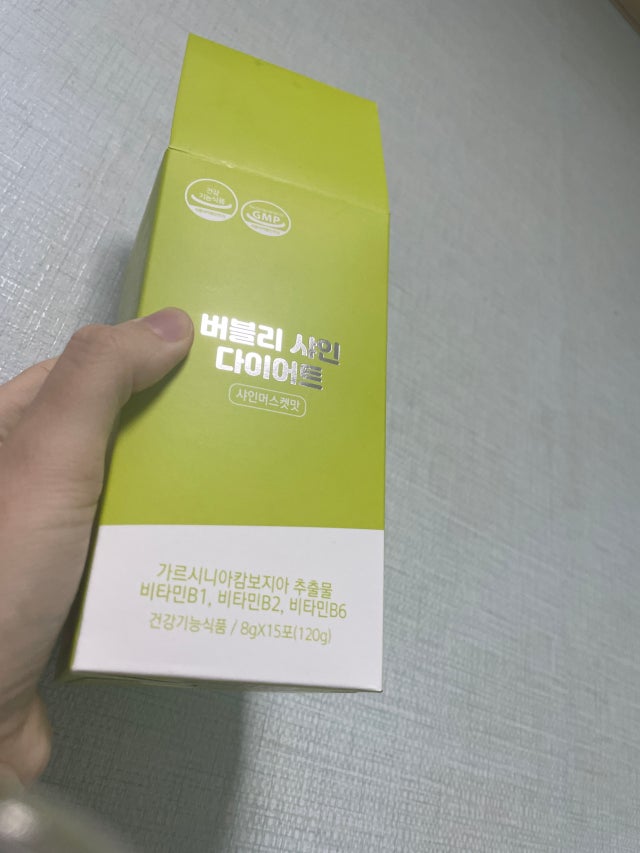 건강
기능식품
GMP
버블리 샤인
다이어트
샤인머스켓맛
가르시니아캄보지아 추출물
비타민B1, 비타민B2, 비타민B6
건강기능식품 / 8gX15포(120g)